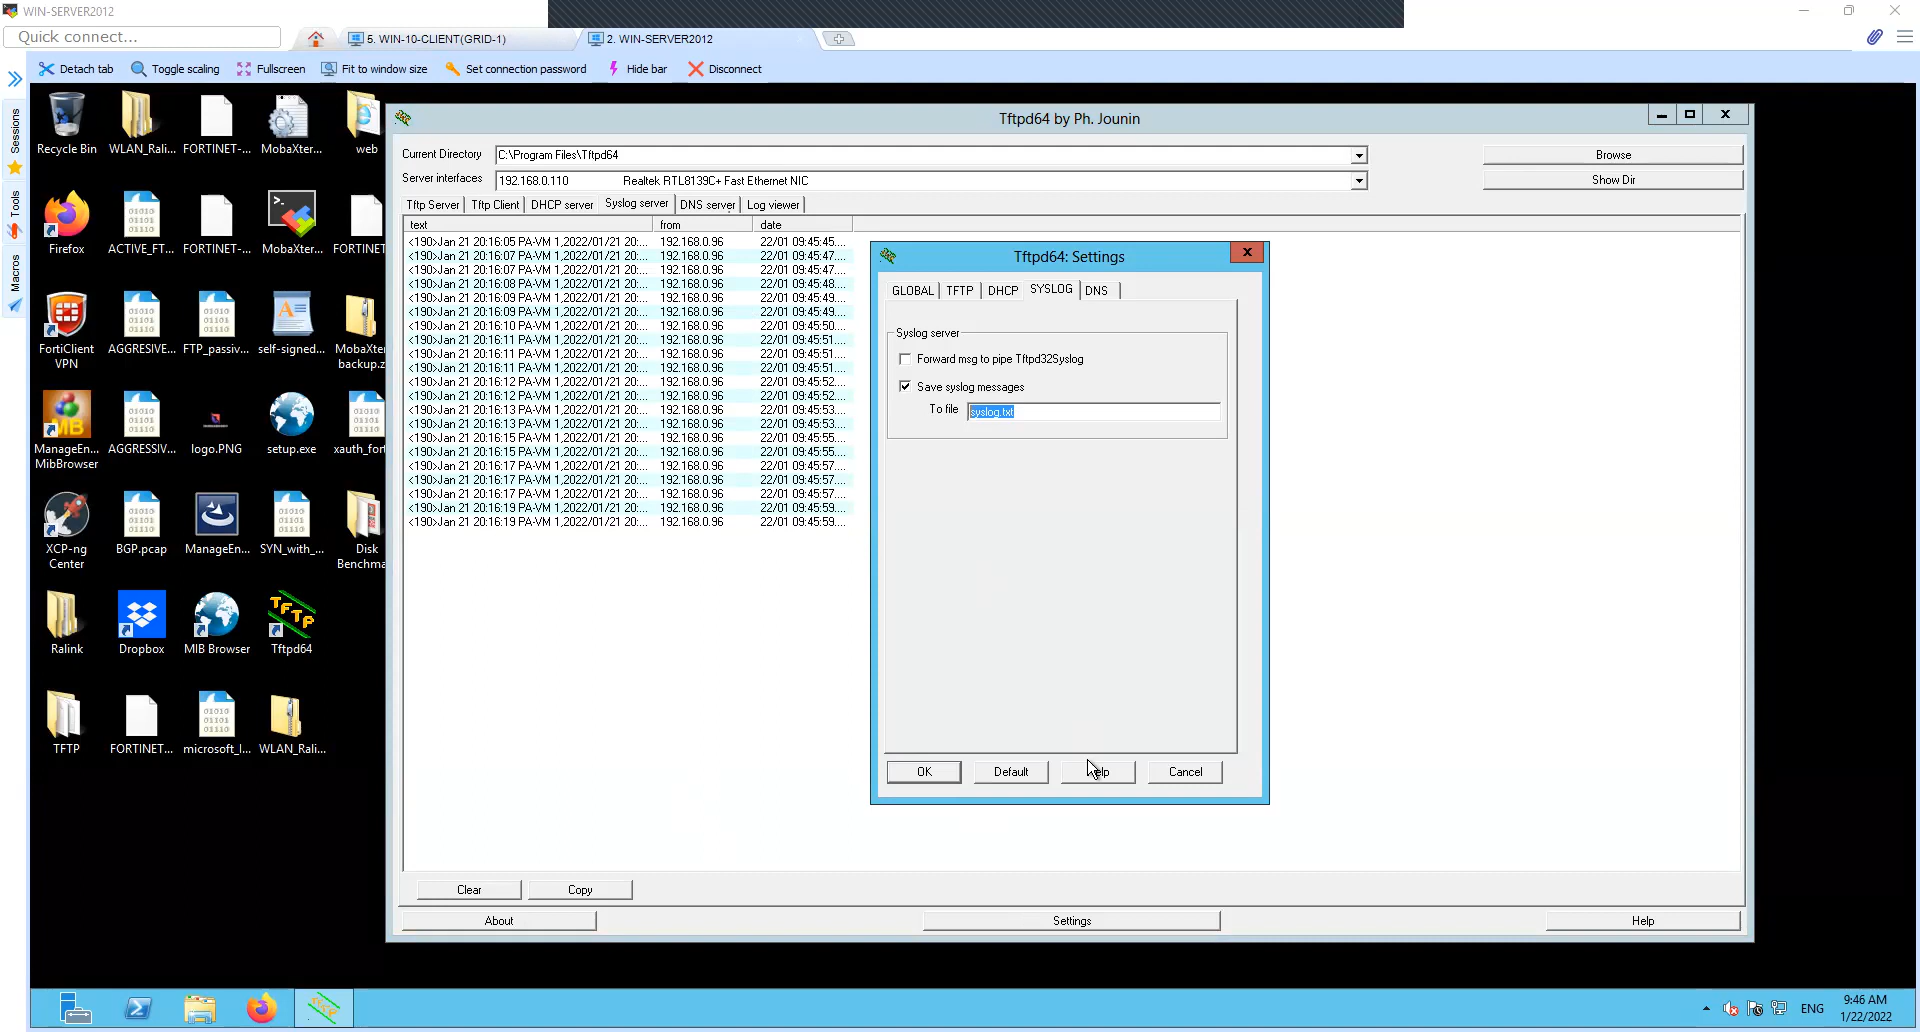 WIN-SERVER2012
Quick connect...
5. WIN-10-CLIENT(GRID-1)
2. WIN-SERVER2012
Detach tab
Toggle scaling
Fullscreen
Fit to window size
Set connection password
Hide bar
Disconnect
Sessions
Tools
Macros
Recycle Bin
WLAN_Rali...
FORTINET-...
MobaXter...
web
Firefox
ACTIVE_FT...
FORTINET-...
MobaXter...
FORTINET
FortiClient
VPN
AGGRESIVE...
FTP_passiv...
self-signed...
MobaXter
backup.z
ManageEn...
MibBrowser
AGGRESSIV...
logo.PNG
setup.exe
xauth_fort
XCP-ng
Center
BGP.pcap
ManageEn...
SYN_with_...
Disk
Benchma
Ralink
Dropbox
MIB Browser
Tftpd64
TFTP
FORTINET...
microsoft_l...
WLAN_Rali...
Tftpd64 by Ph. Jounin
Current Directory
C:\Program Files\Tftpd64
Browse
Server interfaces
192.168.0.110 Realtek RTL8139C+ Fast Ethernet NIC
Show Dir
Tftp Server
Tftp Client
DHCP server
Syslog server
DNS server
Log viewer
text from date
<190>Jan 21 20:16:05 PA-VM 1,2022/01/21 20:... 192.168.0.96 22/01 09:45:45....
<190>Jan 21 20:16:07 PA-VM 1,2022/01/21 20:... 192.168.0.96 22/01 09:45:47....
<190>Jan 21 20:16:07 PA-VM 1,2022/01/21 20:... 192.168.0.96 22/01 09:45:47....
<190>Jan 21 20:16:08 PA-VM 1,2022/01/21 20:... 192.168.0.96 22/01 09:45:48....
<190>Jan 21 20:16:09 PA-VM 1,2022/01/21 20:... 192.168.0.96 22/01 09:45:49....
<190>Jan 21 20:16:09 PA-VM 1,2022/01/21 20:... 192.168.0.96 22/01 09:45:49....
<190>Jan 21 20:16:10 PA-VM 1,2022/01/21 20:... 192.168.0.96 22/01 09:45:50....
<190>Jan 21 20:16:11 PA-VM 1,2022/01/21 20:... 192.168.0.96 22/01 09:45:51....
<190>Jan 21 20:16:11 PA-VM 1,2022/01/21 20:... 192.168.0.96 22/01 09:45:51....
<190>Jan 21 20:16:11 PA-VM 1,2022/01/21 20:... 192.168.0.96 22/01 09:45:51....
<190>Jan 21 20:16:12 PA-VM 1,2022/01/21 20:... 192.168.0.96 22/01 09:45:52....
<190>Jan 21 20:16:12 PA-VM 1,2022/01/21 20:... 192.168.0.96 22/01 09:45:52....
<190>Jan 21 20:16:13 PA-VM 1,2022/01/21 20:... 192.168.0.96 22/01 09:45:53....
<190>Jan 21 20:16:13 PA-VM 1,2022/01/21 20:... 192.168.0.96 22/01 09:45:53....
<190>Jan 21 20:16:15 PA-VM 1,2022/01/21 20:... 192.168.0.96 22/01 09:45:55....
<190>Jan 21 20:16:15 PA-VM 1,2022/01/21 20:... 192.168.0.96 22/01 09:45:55....
<190>Jan 21 20:16:17 PA-VM 1,2022/01/21 20:... 192.168.0.96 22/01 09:45:57....
<190>Jan 21 20:16:17 PA-VM 1,2022/01/21 20:... 192.168.0.96 22/01 09:45:57....
<190>Jan 21 20:16:17 PA-VM 1,2022/01/21 20:... 192.168.0.96 22/01 09:45:57....
<190>Jan 21 20:16:19 PA-VM 1,2022/01/21 20:... 192.168.0.96 22/01 09:45:59....
<190>Jan 21 20:16:19 PA-VM 1,2022/01/21 20:... 192.168.0.96 22/01 09:45:59....
Tftpd64: Settings
GLOBAL
TFTP
DHCP
SYSLOG
DNS
Syslog server
Forward msg to pipe Tftpd32Syslog
Save syslog messages
To file syslog.txt
OK
Default
Help
Cancel
Clear
Copy
About
Settings
Help
ENG
9:46 AM
1/22/2022